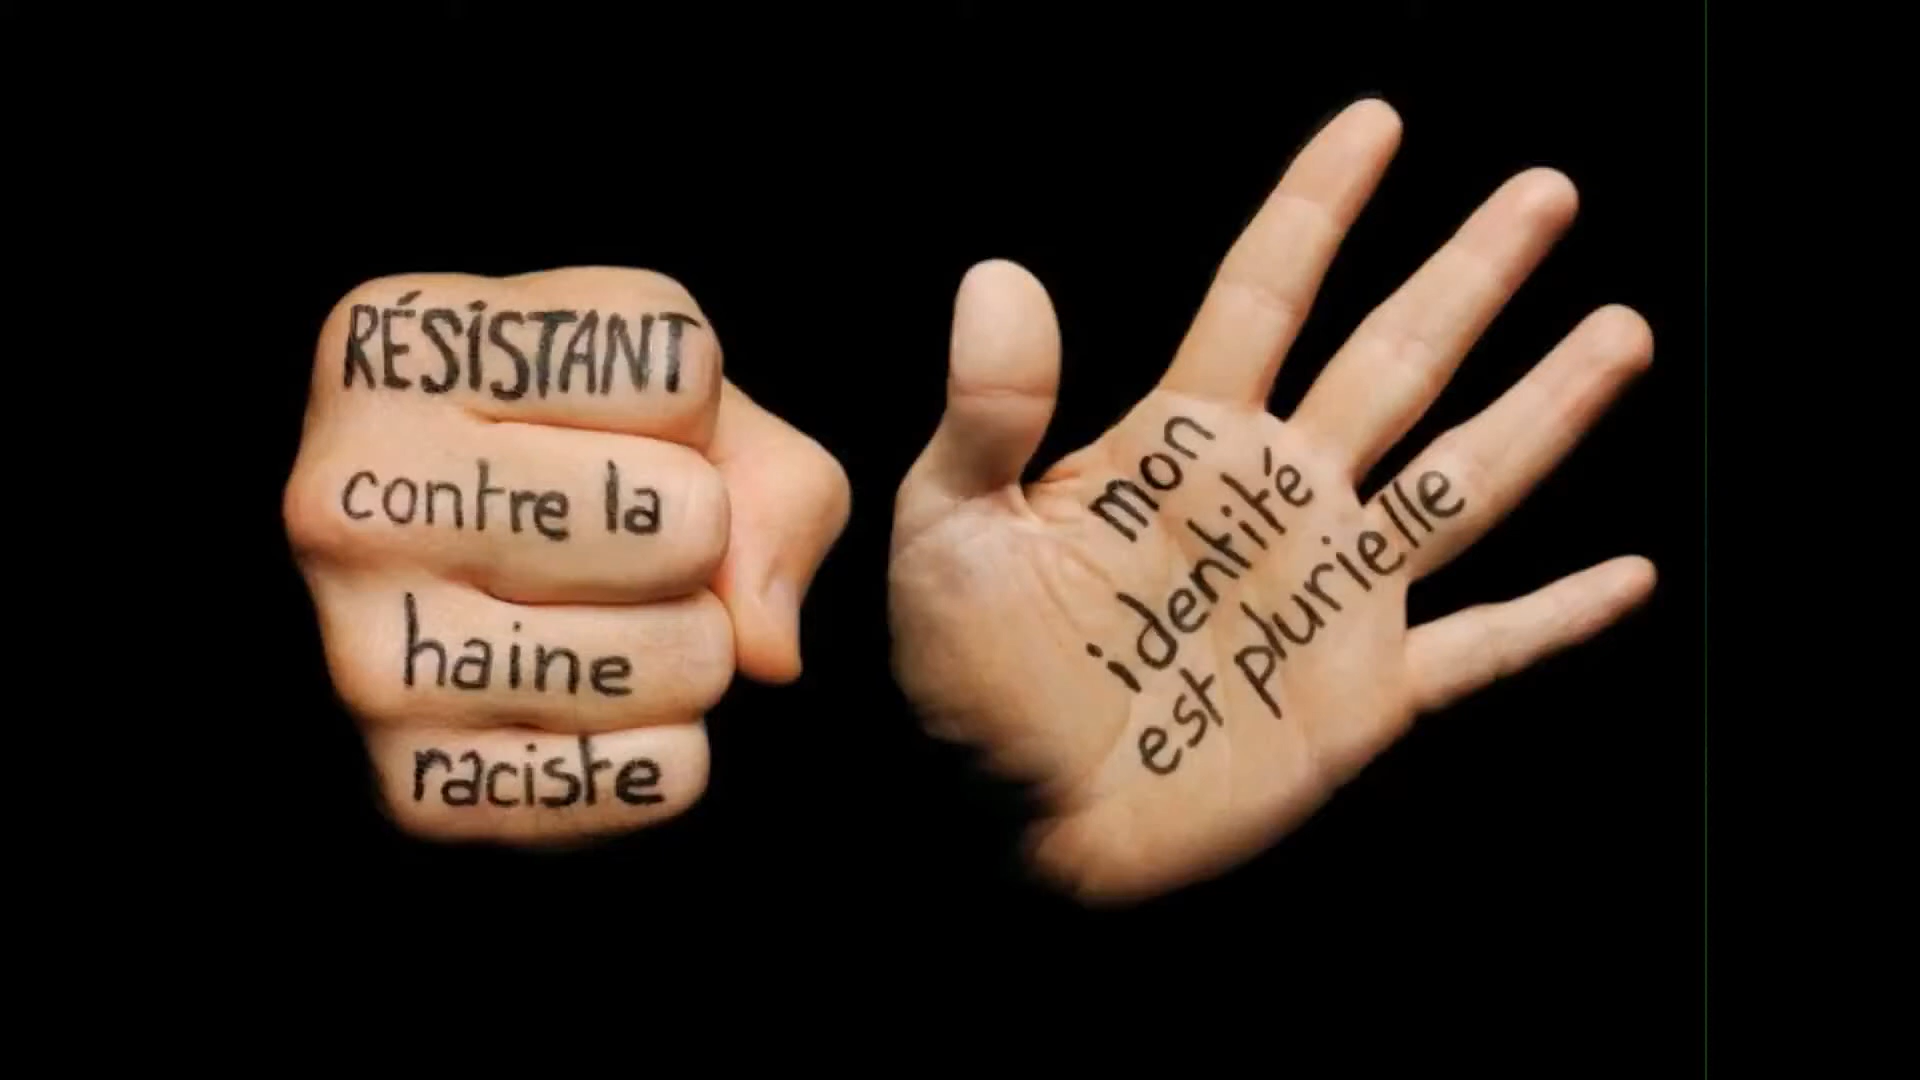 RÉSiSTANT
contre la
haine
raciste
mon
identité
est plurielle